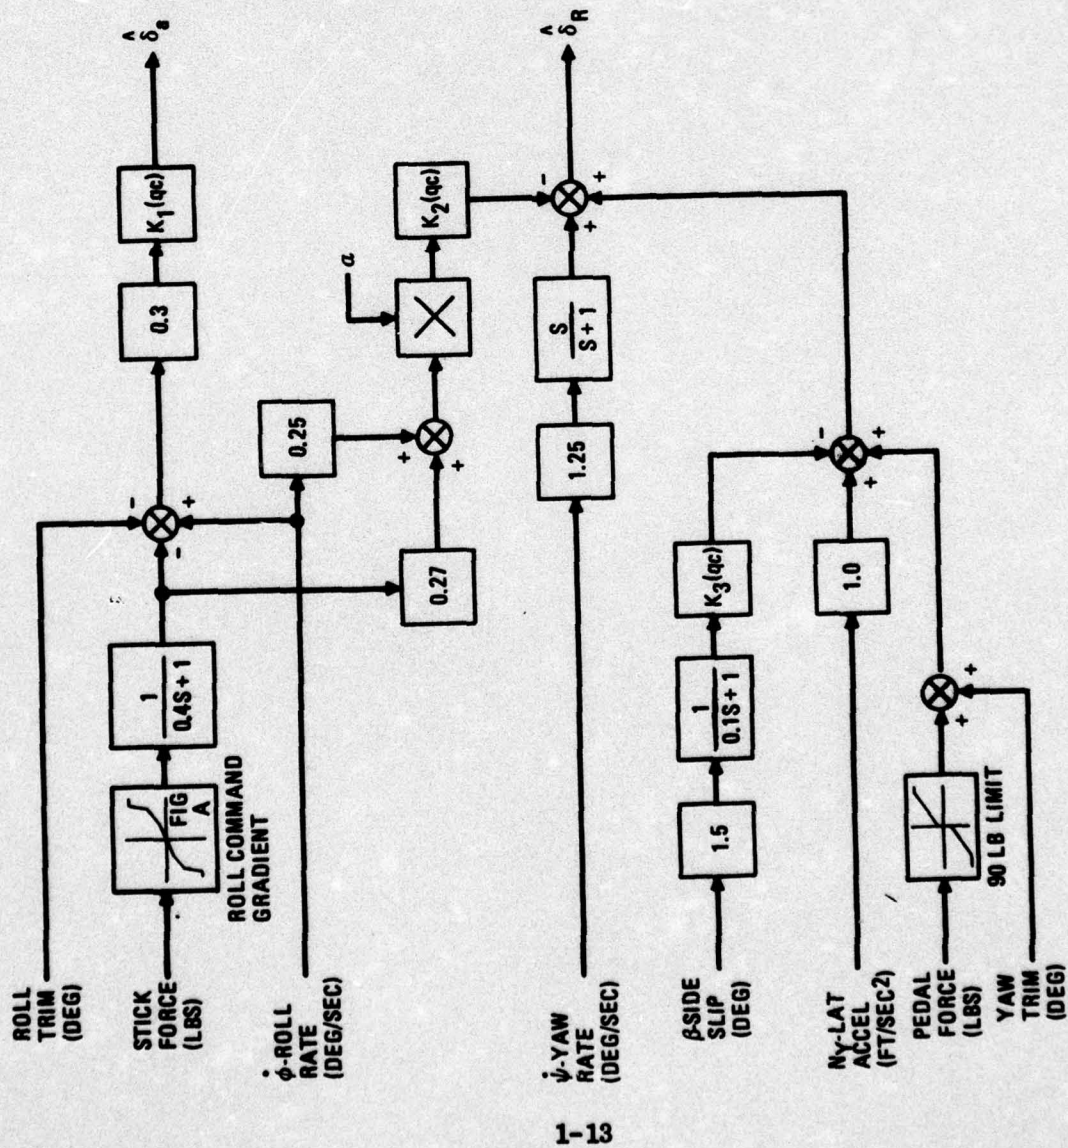 ROLL
TRIM
(DEG)
STICK
FORCE
(LBS)
FIG
A
ROLL COMMAND
GRADIENT
1
0.4S + 1
0.3
K₁(qc)
δ̂ₐ
φ̇-ROLL
RATE
(DEG/SEC)
0.27
0.25
α
K₂(qc)
ψ̇-YAW
RATE
(DEG/SEC)
1.25
S
S + 1
δ̂R
β-SIDE
SLIP
(DEG)
1.5
1
0.1S + 1
K₃(qc)
Nγ-LAT
ACCEL
(FT/SEC²)
1.0
PEDAL
FORCE
(LBS)
90 LB LIMIT
YAW
TRIM
(DEG)
- - + + + + + - + - + + + +
1-13